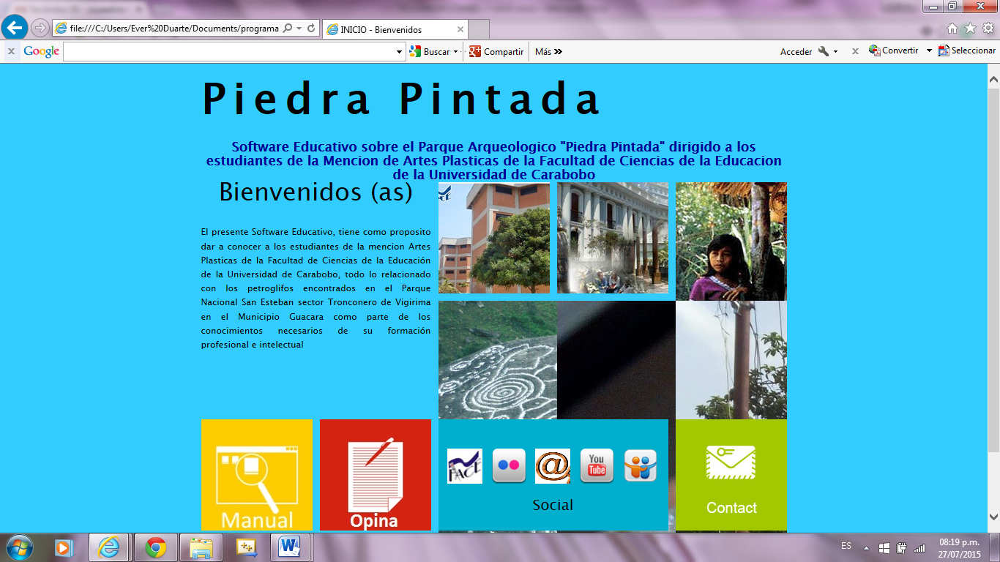 file:///C:/Users/Ever%20Duarte/Documents/programa
INICIO - Bienvenidos
Google
Buscar
Compartir
Más
Acceder
Convertir
Seleccionar
Piedra Pintada
Software Educativo sobre el Parque Arqueologico "Piedra Pintada" dirigido a los
estudiantes de la Mencion de Artes Plasticas de la Facultad de Ciencias de la Educacion
de la Universidad de Carabobo
Bienvenidos (as)
El presente Software Educativo, tiene como proposito
dar a conocer a los estudiantes de la mencion Artes
Plasticas de la Facultad de Ciencias de la Educación
de la Universidad de Carabobo, todo lo relacionado
con los petroglifos encontrados en el Parque
Nacional San Esteban sector Tronconero de Vigirima
en el Municipio Guacara como parte de los
conocimientos necesarios de su formación
profesional e intelectual
Manual
Opina
FACE
@
You
Tube
Social
Contact
ES
08:19 p.m.
27/07/2015